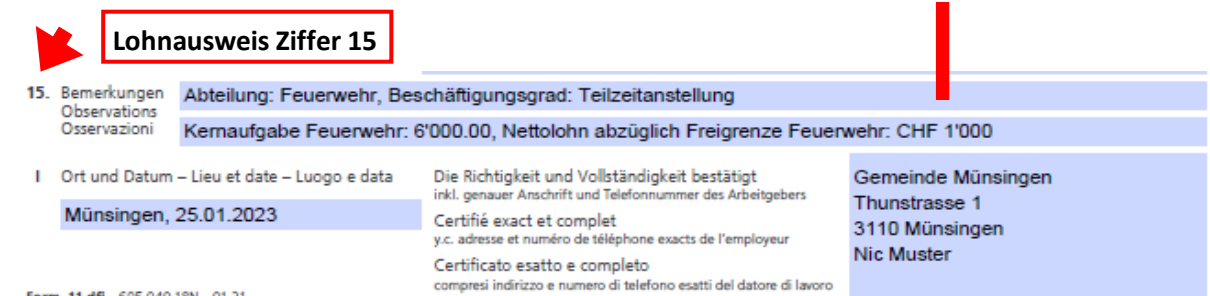 Lohnausweis Ziffer 15
15. Bemerkungen
Observations
Osservazioni
Abteilung: Feuerwehr, Beschäftigungsgrad: Teilzeitanstellung
Kernaufgabe Feuerwehr: 6'000.00, Nettolohn abzüglich Freigrenze Feuerwehr: CHF 1'000
I Ort und Datum – Lieu et date – Luogo e data
Münsingen, 25.01.2023
Die Richtigkeit und Vollständigkeit bestätigt
inkl. genauer Anschrift und Telefonnummer des Arbeitgebers
Certifié exact et complet
y.c. adresse et numéro de téléphone exacts de l'employeur
Certificato esatto e completo
compresi indirizzo e numero di telefono esatti del datore di lavoro
Gemeinde Münsingen
Thunstrasse 1
3110 Münsingen
Nic Muster